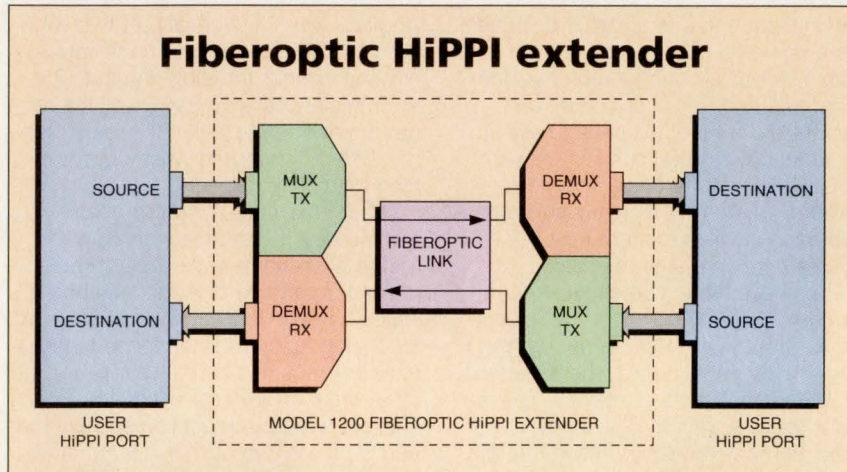 Fiberoptic HiPPI extender
SOURCE
MUX
TX
DEMUX
RX
DESTINATION
FIBEROPTIC
LINK
DESTINATION
DEMUX
RX
MUX
TX
SOURCE
USER
HiPPI PORT
MODEL 1200 FIBEROPTIC HiPPI EXTENDER
USER
HiPPI PORT